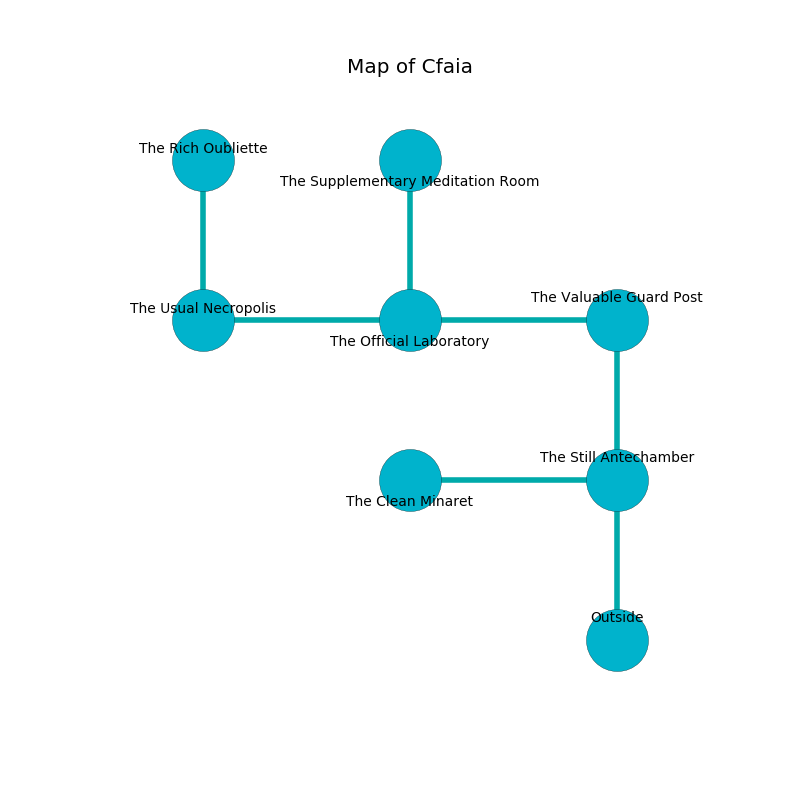 Map of Cfaia
The Rich Oubliette
The Supplementary Meditation Room
The Valuable Guard Post
The Usual Necropolis
The Official Laboratory
The Still Antechamber
The Clean Minaret
Outside